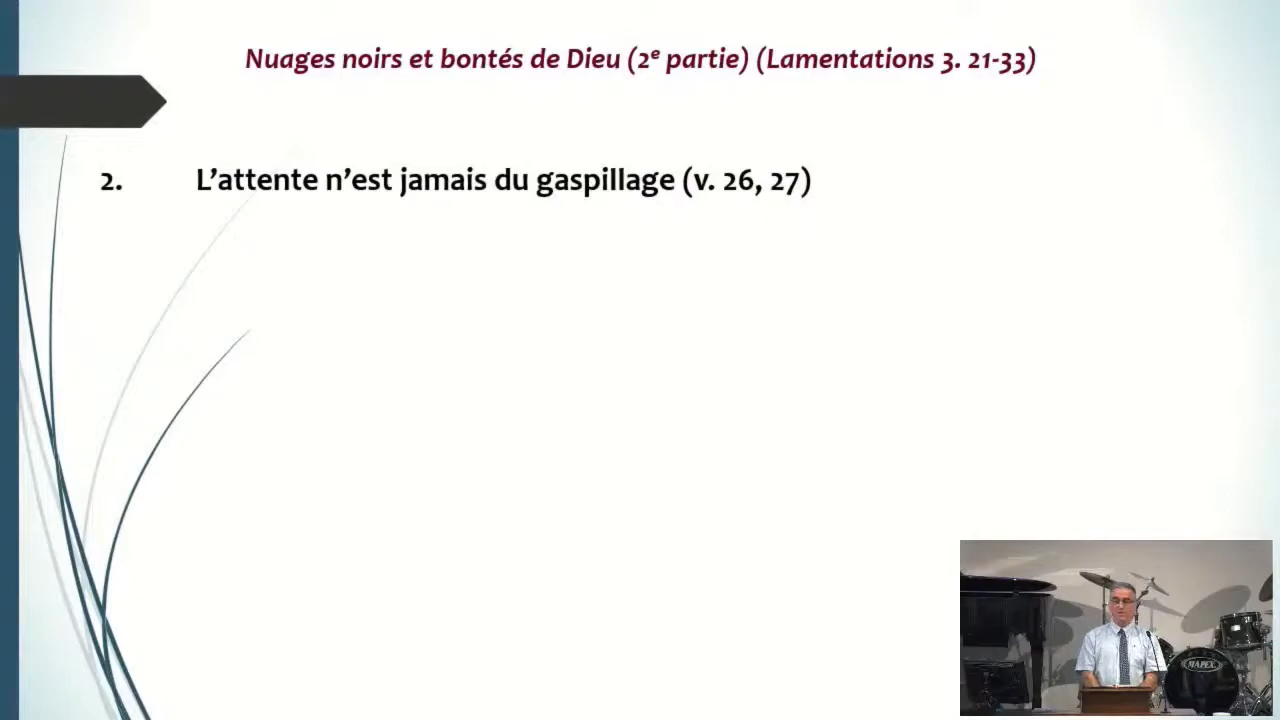 Nuages noirs et bontés de Dieu (2e partie) (Lamentations 3. 21-33)
2. L’attente n’est jamais du gaspillage (v. 26, 27)
MAPEX